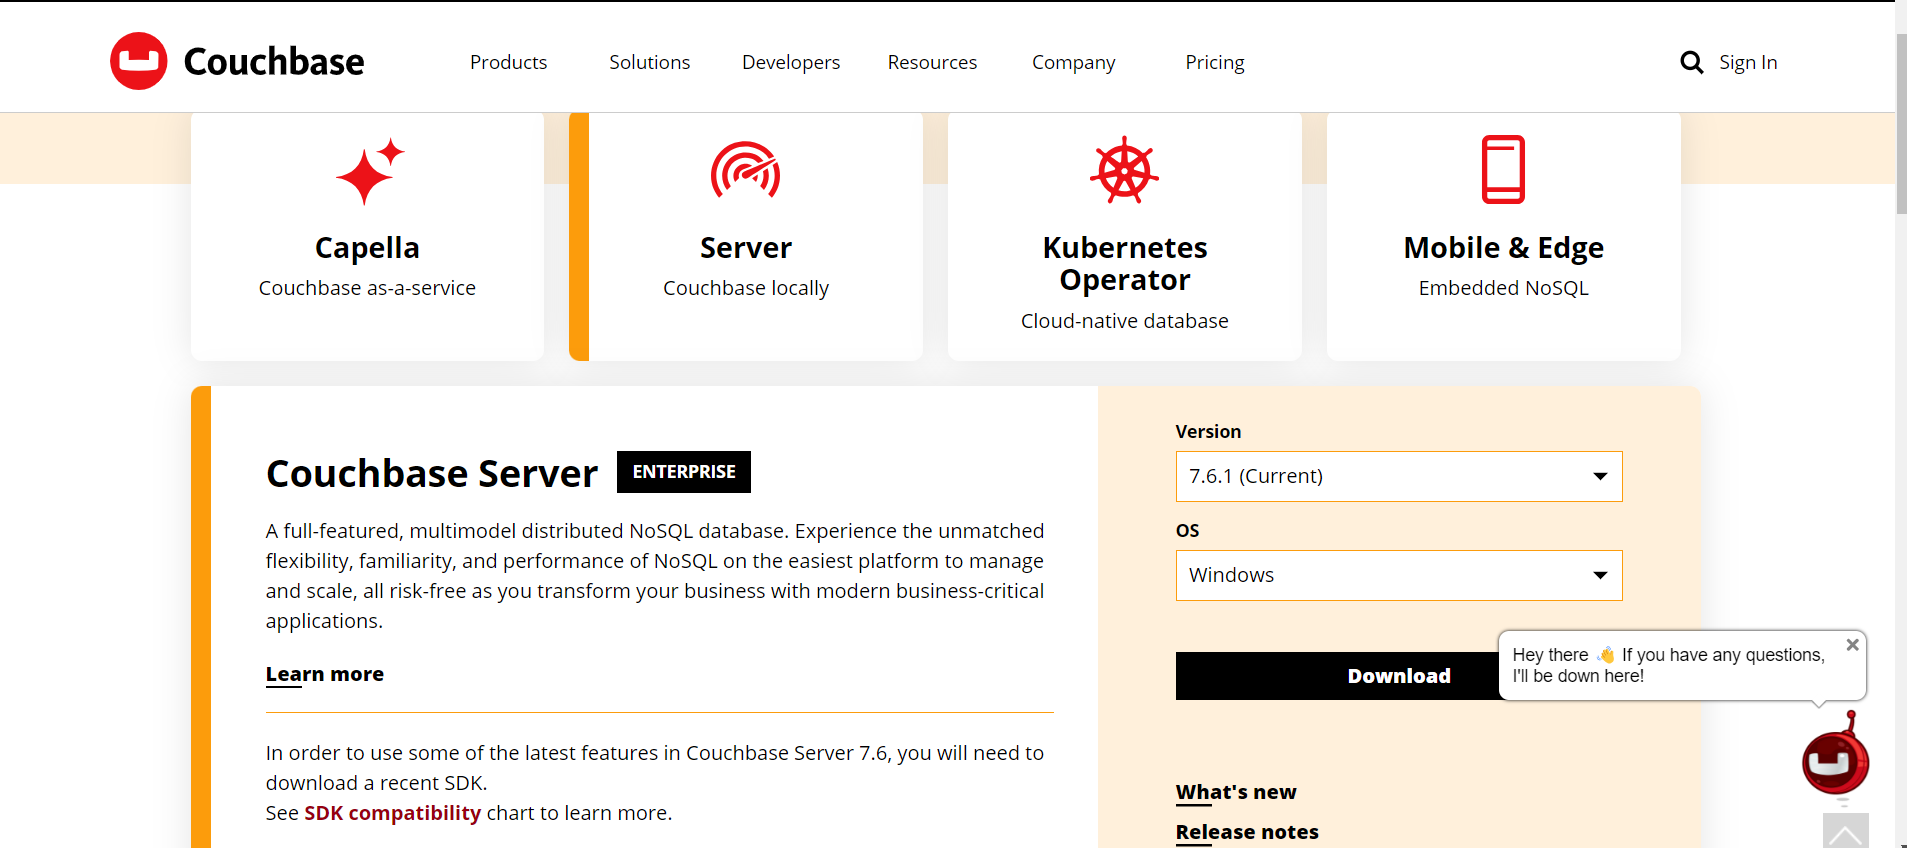 Couchbase
Products
Solutions
Developers
Resources
Company
Pricing
Sign In
Capella
Couchbase as-a-service
Server
Couchbase locally
Kubernetes
Operator
Cloud-native database
Mobile & Edge
Embedded NoSQL
Couchbase Server
ENTERPRISE
A full-featured, multimodel distributed NoSQL database. Experience the unmatched
flexibility, familiarity, and performance of NoSQL on the easiest platform to manage
and scale, all risk-free as you transform your business with modern business-critical
applications.
Learn more
In order to use some of the latest features in Couchbase Server 7.6, you will need to
download a recent SDK.
See SDK compatibility chart to learn more.
Version
7.6.1 (Current)
OS
Windows
Download
Hey there 👋 If you have any questions,
I'll be down here!
What's new
Release notes